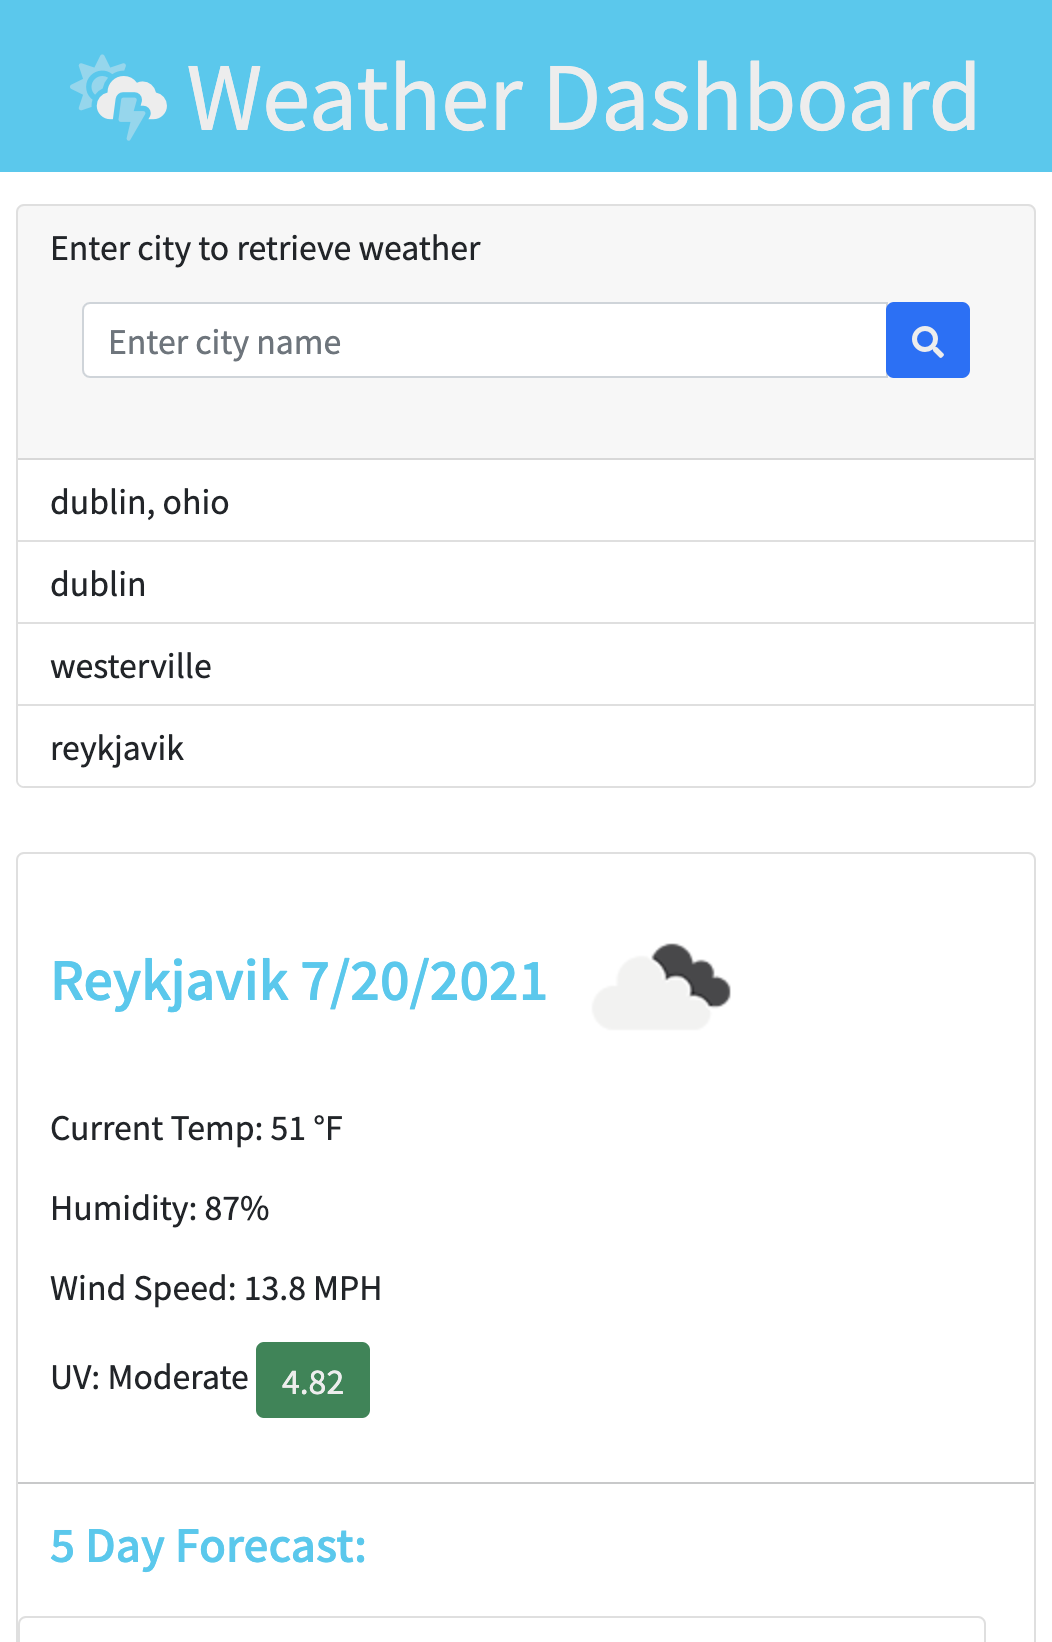 Weather Dashboard
Enter city to retrieve weather
Enter city name
dublin, ohio
dublin
westerville
reykjavik
Reykjavik 7/20/2021
Current Temp: 51 °F
Humidity: 87%
Wind Speed: 13.8 MPH
UV: Moderate 4.82
5 Day Forecast: